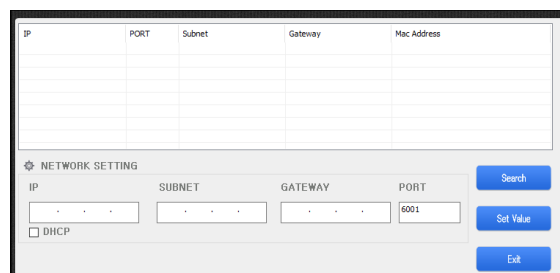 IP PORT Subnet Gateway Mac Address
NETWORK SETTING
IP SUBNET GATEWAY PORT
. . . . . . . . . 6001
DHCP
Search
Set Value
Exit